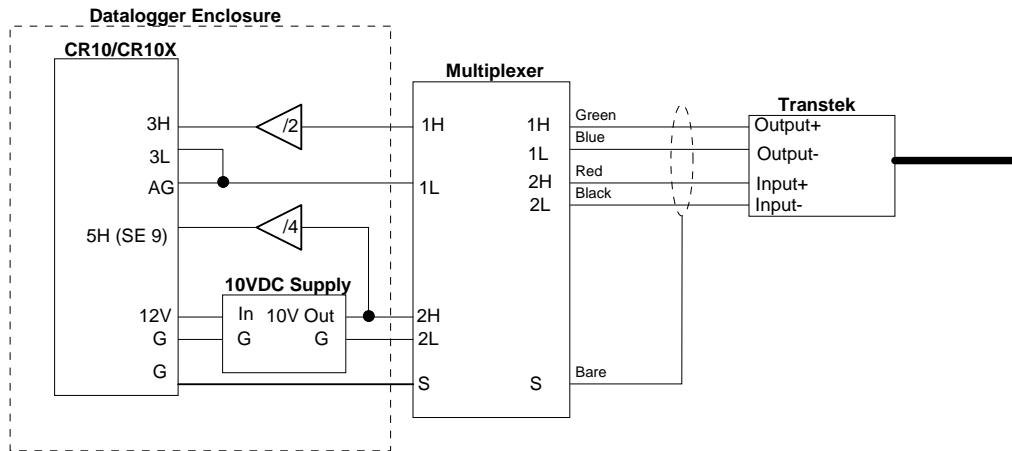 Datalogger Enclosure
CR10/CR10X
3H
3L
AG
5H (SE 9)
12V
G
G
/2
/4
10VDC Supply
In 10V Out
G G
Multiplexer
1H
1L
2H
2L
S
1H
1L
2H
2L
S
Green
Blue
Red
Black
Bare
Transtek
Output+
Output-
Input+
Input-